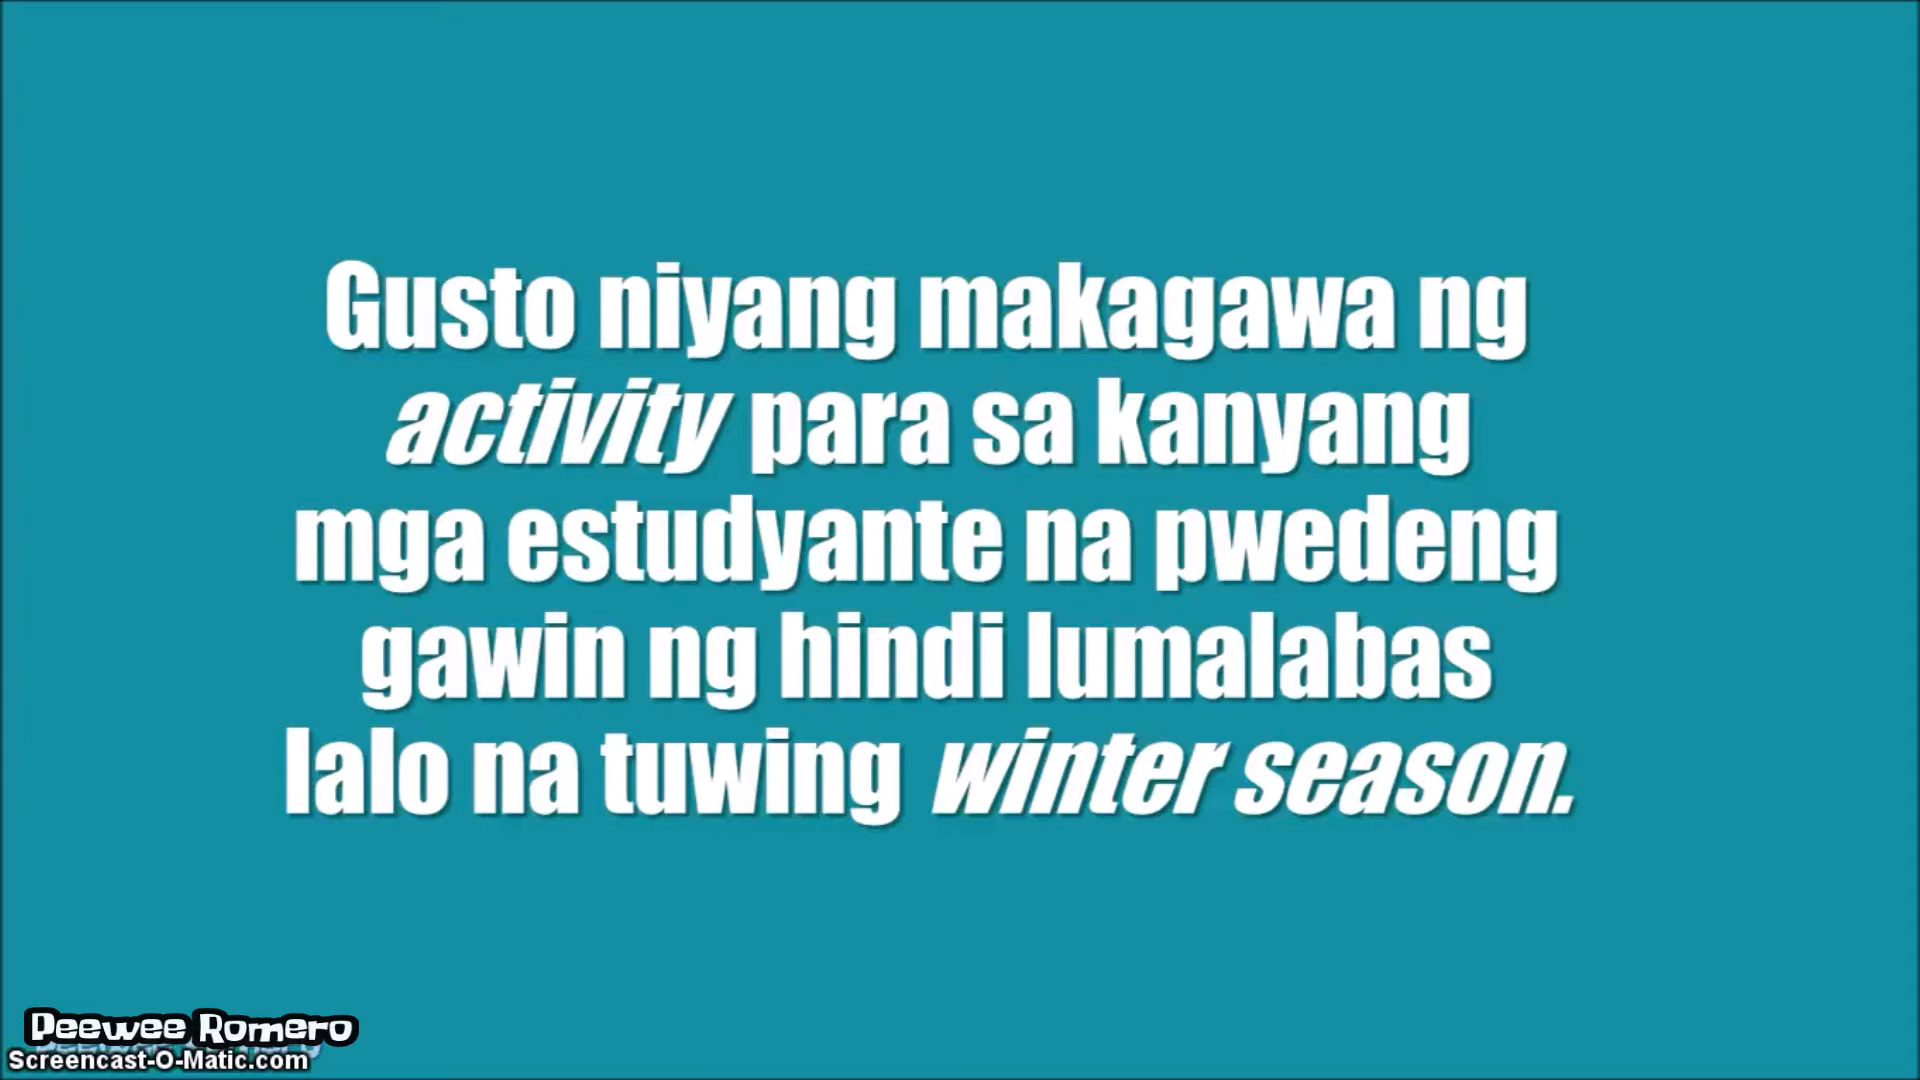 Gusto niyang makagawa ng
activity para sa kanyang
mga estudyante na pwedeng
gawin ng hindi lumalabas
lalo na tuwing winter season.
Peewee Romero
Screencast-O-Matic.com